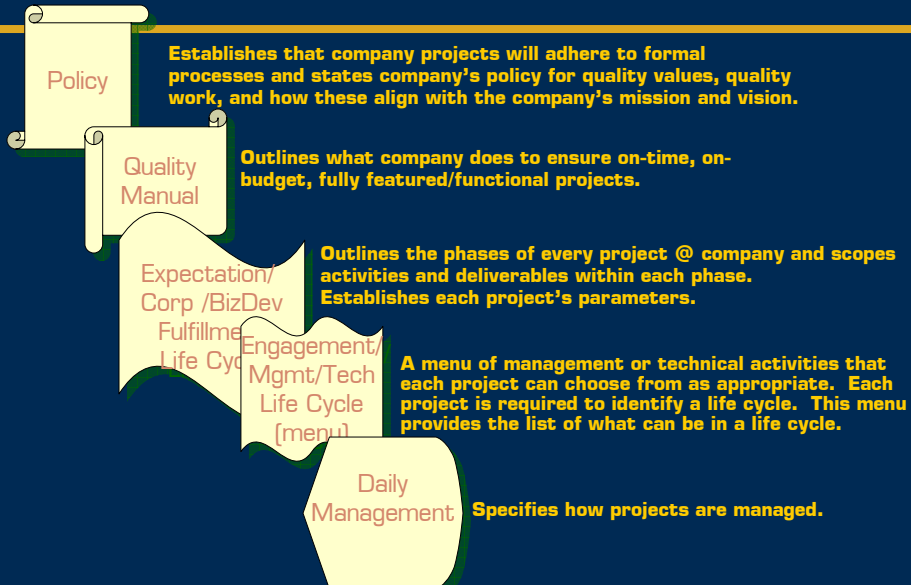 Policy
Establishes that company projects will adhere to formal
processes and states company's policy for quality values, quality
work, and how these align with the company's mission and vision.
Quality
Manual
Outlines what company does to ensure on-time, on-
budget, fully featured/functional projects.
Expectation/
Corp /BizDev
Fulfillme
Life Cyc
Outlines the phases of every project @ company and scopes
activities and deliverables within each phase.
Establishes each project's parameters.
Engagement/
Mgmt/Tech
Life Cycle
(menu)
A menu of management or technical activities that
each project can choose from as appropriate.  Each
project is required to identify a life cycle.  This menu
provides the list of what can be in a life cycle.
Daily
Management
Specifies how projects are managed.